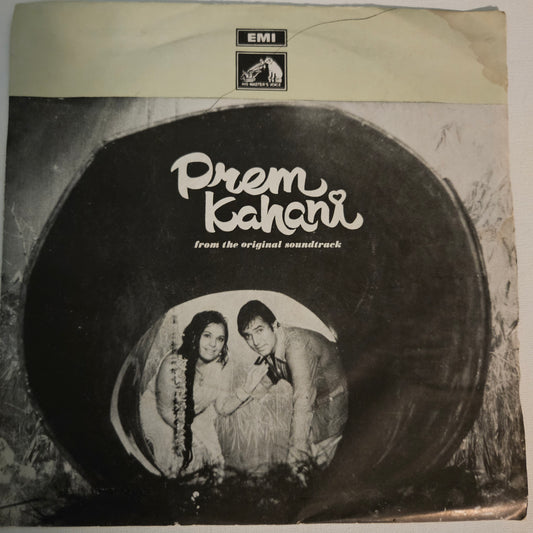 EMI
HIS MASTER'S VOICE
Prem
Kahani
from the original soundtrack